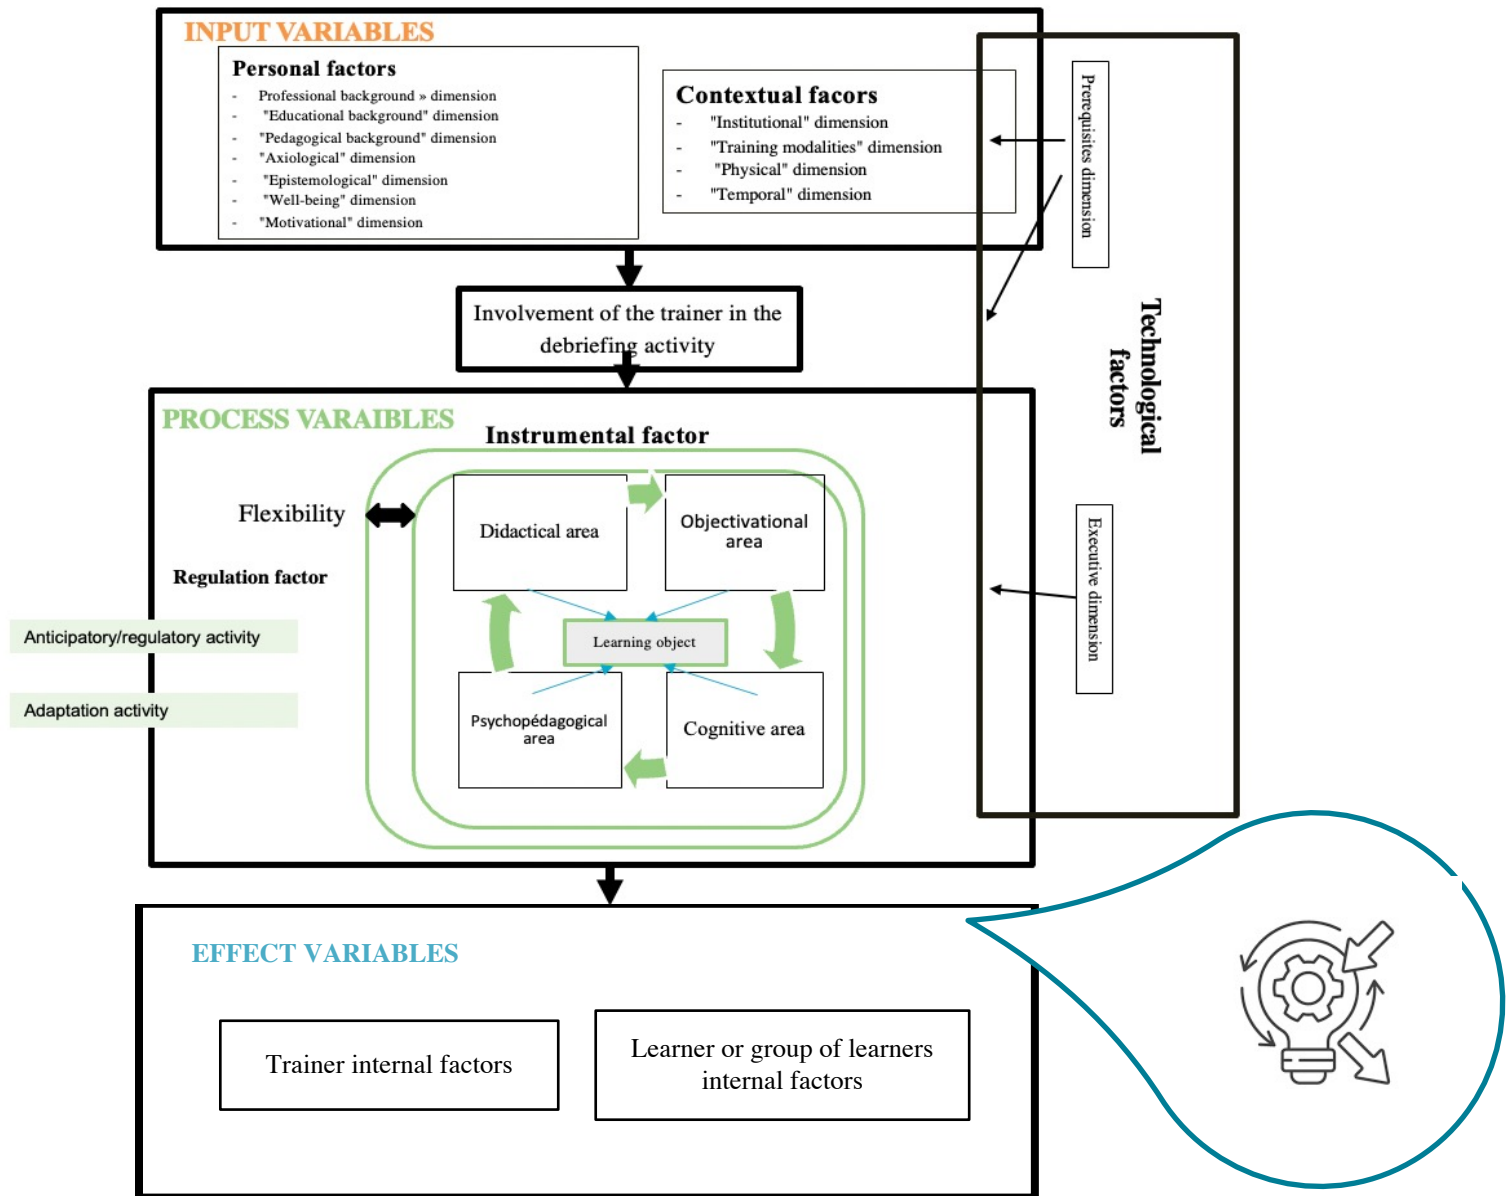 INPUT VARIABLES
Personal factors
- Professional background » dimension
- "Educational background" dimension
- "Pedagogical background" dimension
- "Axiological" dimension
- "Epistemological" dimension
- "Well-being" dimension
- "Motivational" dimension
Contextual facors
- "Institutional" dimension
- "Training modalities" dimension
- "Physical" dimension
- "Temporal" dimension
Prerequisites dimension
Technological
factors
Executive dimension
Involvement of the trainer in the
debriefing activity
PROCESS VARAIBLES
Instrumental factor
Flexibility
Regulation factor
Anticipatory/regulatory activity
Adaptation activity
Didactical area
Objectivational
area
Learning object
Psychopédagogical
area
Cognitive area
EFFECT VARIABLES
Trainer internal factors
Learner or group of learners
internal factors